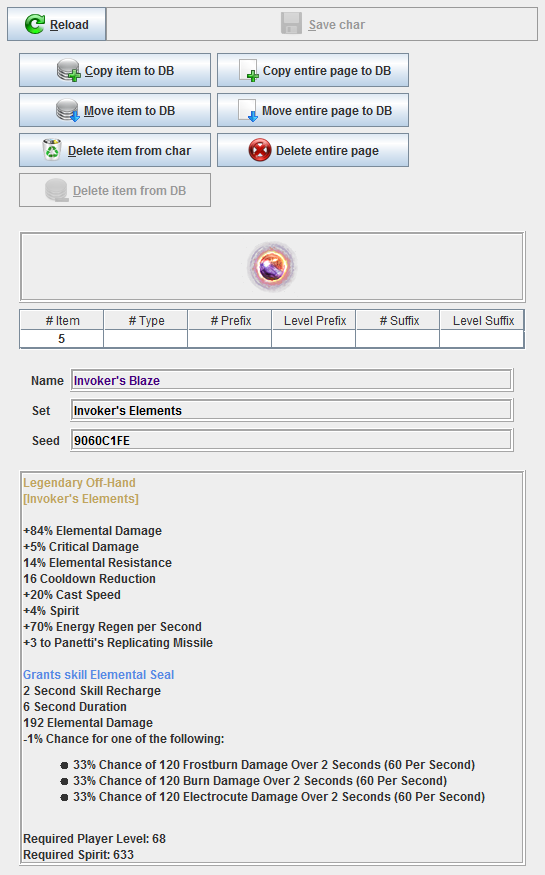 Reload
Save char
Copy item to DB
Copy entire page to DB
Move item to DB
Move entire page to DB
Delete item from char
Delete entire page
Delete item from DB
# Item # Type # Prefix Level Prefix # Suffix Level Suffix
5
Name Invoker's Blaze
Set Invoker's Elements
Seed 9060C1FE
Legendary Off-Hand
[Invoker's Elements]
+84% Elemental Damage
+5% Critical Damage
14% Elemental Resistance
16 Cooldown Reduction
+20% Cast Speed
+4% Spirit
+70% Energy Regen per Second
+3 to Panetti's Replicating Missile
Grants skill Elemental Seal
2 Second Skill Recharge
6 Second Duration
192 Elemental Damage
-1% Chance for one of the following:
33% Chance of 120 Frostburn Damage Over 2 Seconds (60 Per Second)
33% Chance of 120 Burn Damage Over 2 Seconds (60 Per Second)
33% Chance of 120 Electrocute Damage Over 2 Seconds (60 Per Second)
Required Player Level: 68
Required Spirit: 633